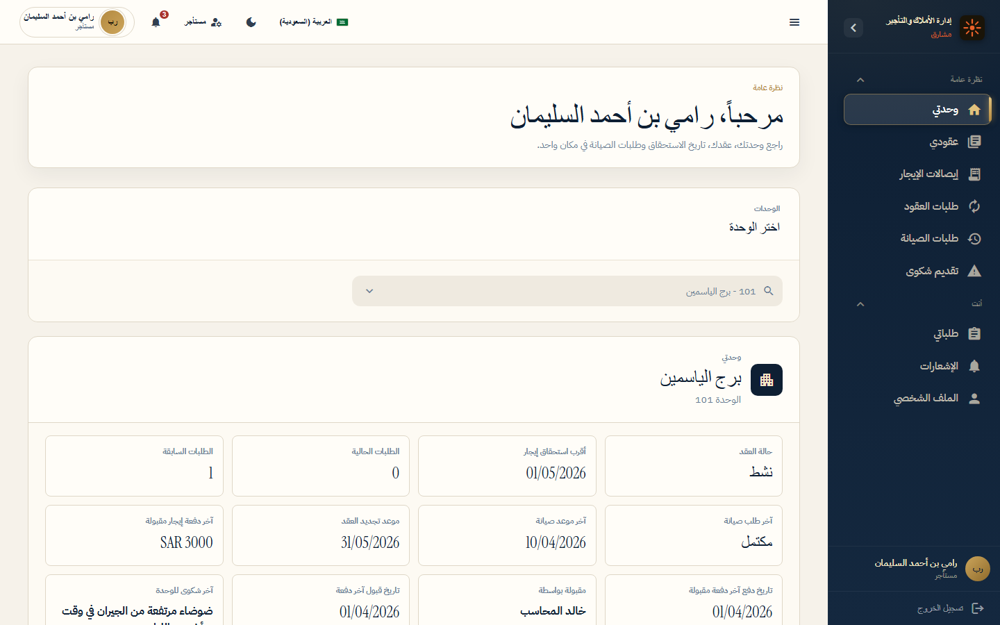 إدارة الأملاك والتأجير
مشارق
نظرة عامة
وحدتي
عقودي
إيصالات الإيجار
طلبات العقود
طلبات الصيانة
تقديم شكوى
أنت
طلباتي
الإشعارات
الملف الشخصي
رامي بن أحمد السليمان
مستأجر
تسجيل الخروج
رب
العربية (السعودية)
مستأجر
3
رب
رامي بن أحمد السليمان
مستأجر
نظرة عامة
مرحباً، رامي بن أحمد السليمان
راجع وحدتك، عقدك، تاريخ الاستحقاق وطلبات الصيانة في مكان واحد.
الوحدات
اختر الوحدة
101 - برج الياسمين
وحدتي
برج الياسمين
الوحدة 101
حالة العقد
نشط
أقرب استحقاق إيجار
01/05/2026
الطلبات الحالية
0
الطلبات السابقة
1
آخر طلب صيانة
مكتمل
آخر موعد صيانة
10/04/2026
موعد تجديد العقد
31/05/2026
آخر دفعة إيجار مقبولة
SAR 3000
تاريخ دفع آخر دفعة مقبولة
01/04/2026
مقبولة بواسطة
خالد المحاسب
تاريخ قبول آخر دفعة
01/04/2026
آخر شكوى للوحدة
ضوضاء مرتفعة من الجيران في وقت